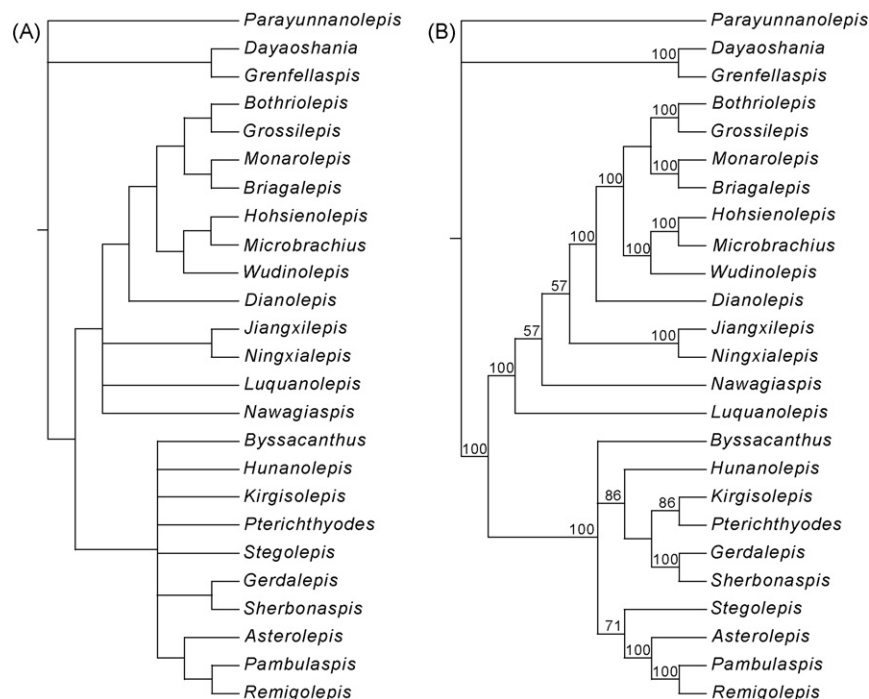 (A)
Parayunnanolepis
Dayaoshania
Grenfellaspis
Bothriolepis
Grossilepis
Monarolepis
Briagalepis
Hohsienolepis
Microbrachius
Wudinolepis
Dianolepis
Jiangxilepis
Ningxialepis
Luquanolepis
Nawagiaspis
Byssacanthus
Hunanolepis
Kirgisolepis
Pterichthyodes
Stegolepis
Gerdalepis
Sherbonaspis
Asterolepis
Pambulaspis
Remigolepis
(B)
Parayunnanolepis
Dayaoshania
100
Grenfellaspis
Bothriolepis
100
Grossilepis
Monarolepis
100
Briagalepis
100
Hohsienolepis
100
Microbrachius
100
Wudinolepis
100
Dianolepis
57
Jiangxilepis
100
Ningxialepis
57
Nawagiaspis
100
Luquanolepis
100
Byssacanthus
Hunanolepis
86
Kirgisolepis
86
Pterichthyodes
100
Gerdalepis
100
Sherbonaspis
Stegolepis
71
Asterolepis
100
Pambulaspis
100
Remigolepis